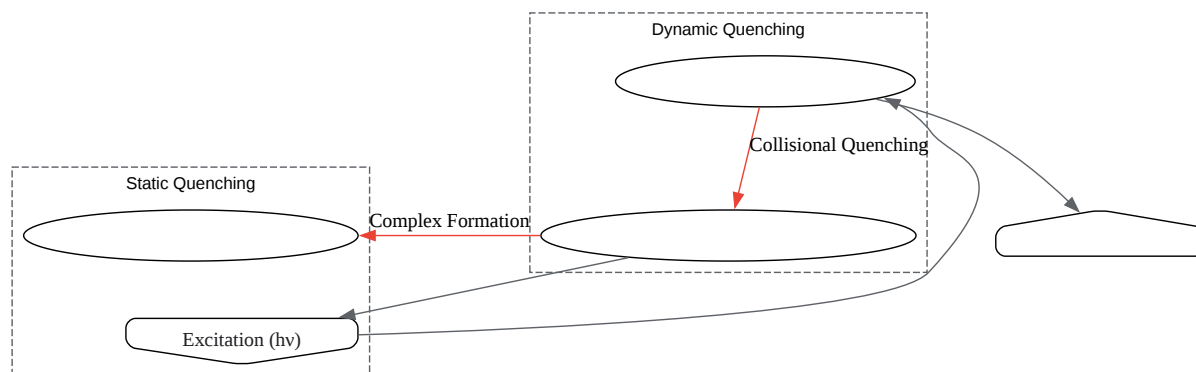 Dynamic Quenching
Collisional Quenching
Static Quenching
Complex Formation
Excitation (hν)